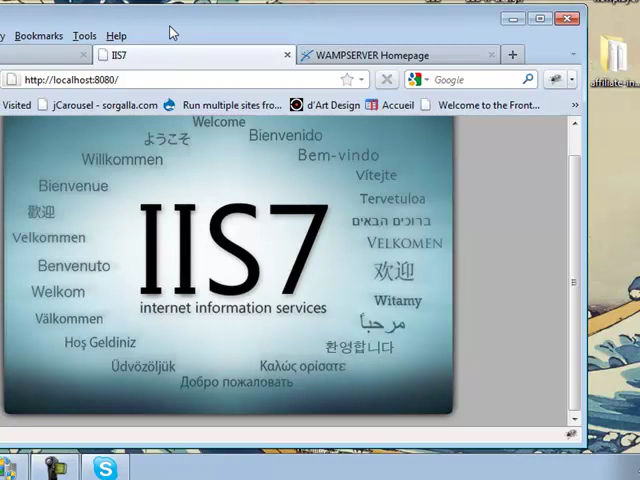 Bookmarks Tools Help
IIS7
WAMPSERVER Homepage
http://localhost:8080/
Google
Visited jCarousel - sorgalla.com Run multiple sites fro... d'Art Design Accueil Welcome to the Front...
Welcome
ようこそ
Bienvenido
Willkommen
Bem-vindo
Bienvenue
Vítejte
Tervetuloa
歡迎
ברוכים הבאים
Velkommen
VELKOMEN
IIS7
internet information services
Benvenuto
欢迎
Welkom
Witamy
Välkommen
مرحباً
Hoş Geldiniz
환영합니다
Üdvözöljük
Καλώς ορίσατε
Добро пожаловать
affiliate-in...